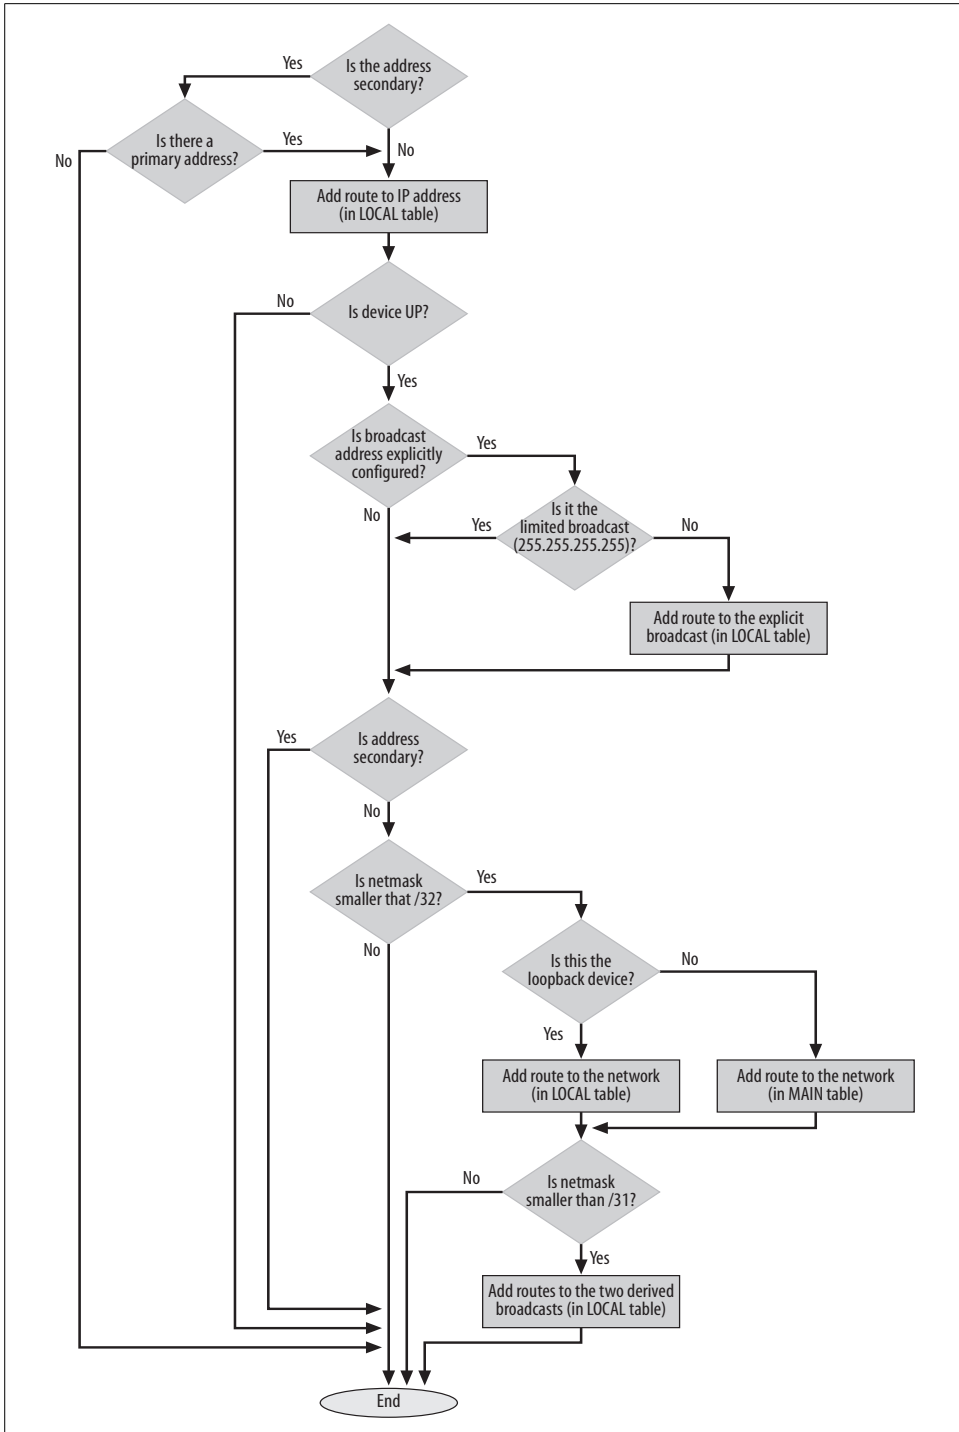 Is the address
secondary?
Yes
Is there a
primary address?
Yes
No
No
Add route to IP address
(in LOCAL table)
Is device UP?
No
Yes
Is broadcast
address explicitly
configured?
Yes
No
Is it the
limited broadcast
(255.255.255.255)?
Yes
No
Add route to the explicit
broadcast (in LOCAL table)
Is address
secondary?
Yes
No
Is netmask
smaller that /32?
Yes
No
Is this the
loopback device?
No
Yes
Add route to the network
(in LOCAL table)
Add route to the network
(in MAIN table)
Is netmask
smaller than /31?
No
Yes
Add routes to the two derived
broadcasts (in LOCAL table)
End